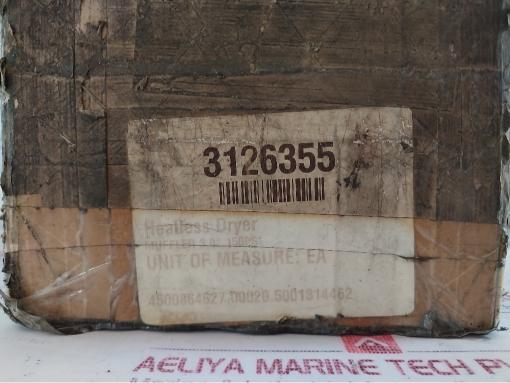 3126355
Heatless Dryer
UNIT OF MEASURE: EA
4500864627.00020.5001314462
AELIYA MARINE TECH